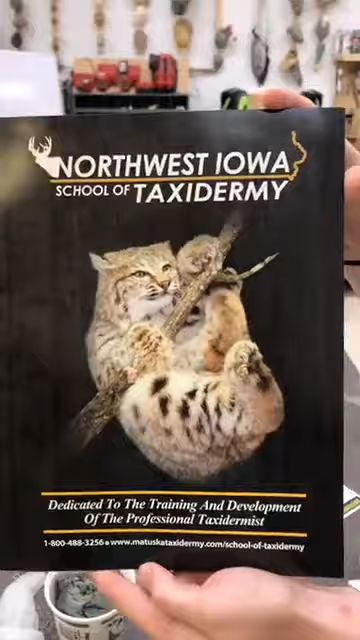 NORTHWEST IOWA
SCHOOL OF TAXIDERMY
Dedicated To The Training And Development
Of The Professional Taxidermist
1-800-488-3256 • www.matuskataxidermy.com/school-of-taxidermy